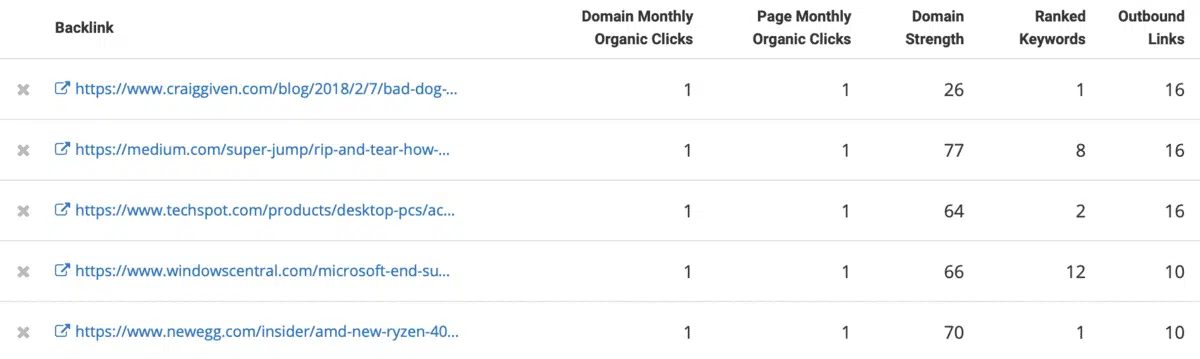 Backlink Domain Monthly Organic Clicks Page Monthly Organic Clicks Domain Strength Ranked Keywords Outbound Links
https://www.craiggiven.com/blog/2018/2/7/bad-dog-... 1 1 26 1 16
https://medium.com/super-jump/rip-and-tear-how-... 1 1 77 8 16
https://www.techspot.com/products/desktop-pcs/ac... 1 1 64 2 16
https://www.windowscentral.com/microsoft-end-su... 1 1 66 12 10
https://www.newegg.com/insider/amd-new-ryzen-40... 1 1 70 1 10